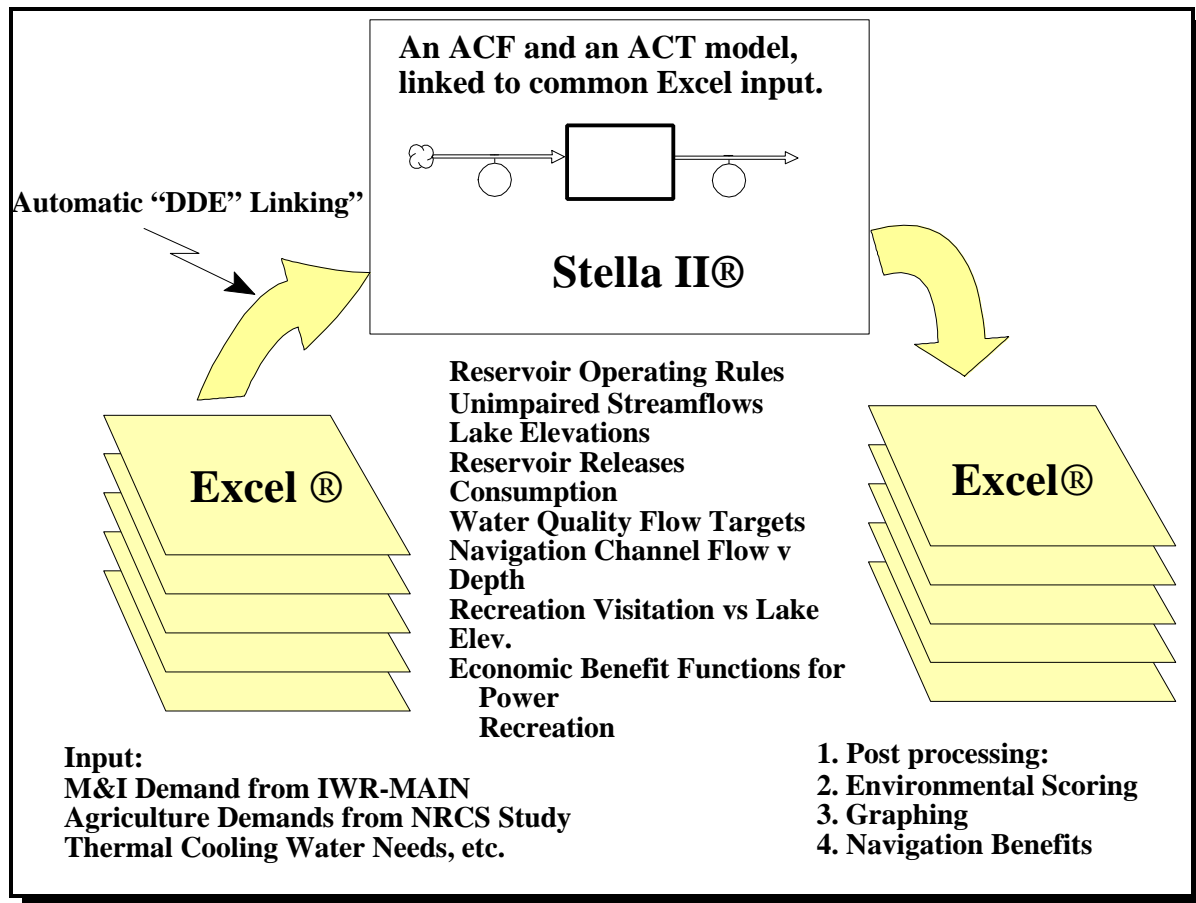 An ACF and an ACT model,
linked to common Excel input.
Automatic “DDE” Linking”
Stella II®
Excel ®
Reservoir Operating Rules
Unimpaired Streamflows
Lake Elevations
Reservoir Releases
Consumption
Water Quality Flow Targets
Navigation Channel Flow v
Depth
Recreation Visitation vs Lake
Elev.
Economic Benefit Functions for
Power
Recreation
Excel®
Input:
M&I Demand from IWR-MAIN
Agriculture Demands from NRCS Study
Thermal Cooling Water Needs, etc.
1. Post processing:
2. Environmental Scoring
3. Graphing
4. Navigation Benefits